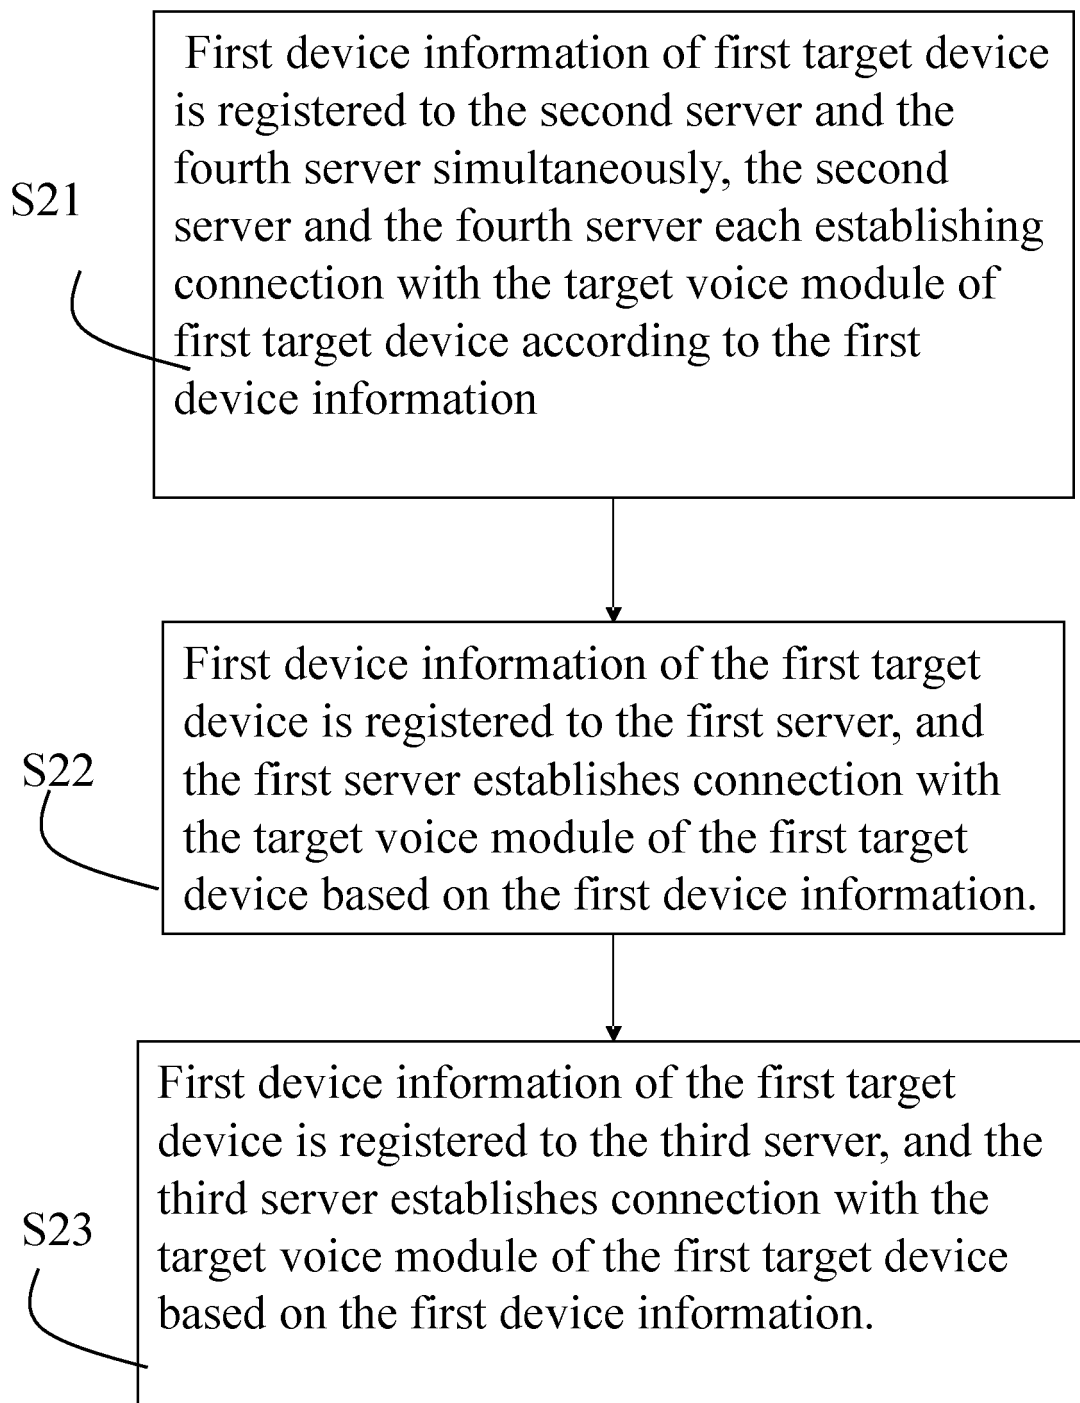 First device information of first target device
is registered to the second server and the
fourth server simultaneously, the second
server and the fourth server each establishing
connection with the target voice module of
first target device according to the first
device information
S21
First device information of the first target
device is registered to the first server, and
the first server establishes connection with
the target voice module of the first target
device based on the first device information.
S22
First device information of the first target
device is registered to the third server, and the
third server establishes connection with the
target voice module of the first target device
based on the first device information.
S23